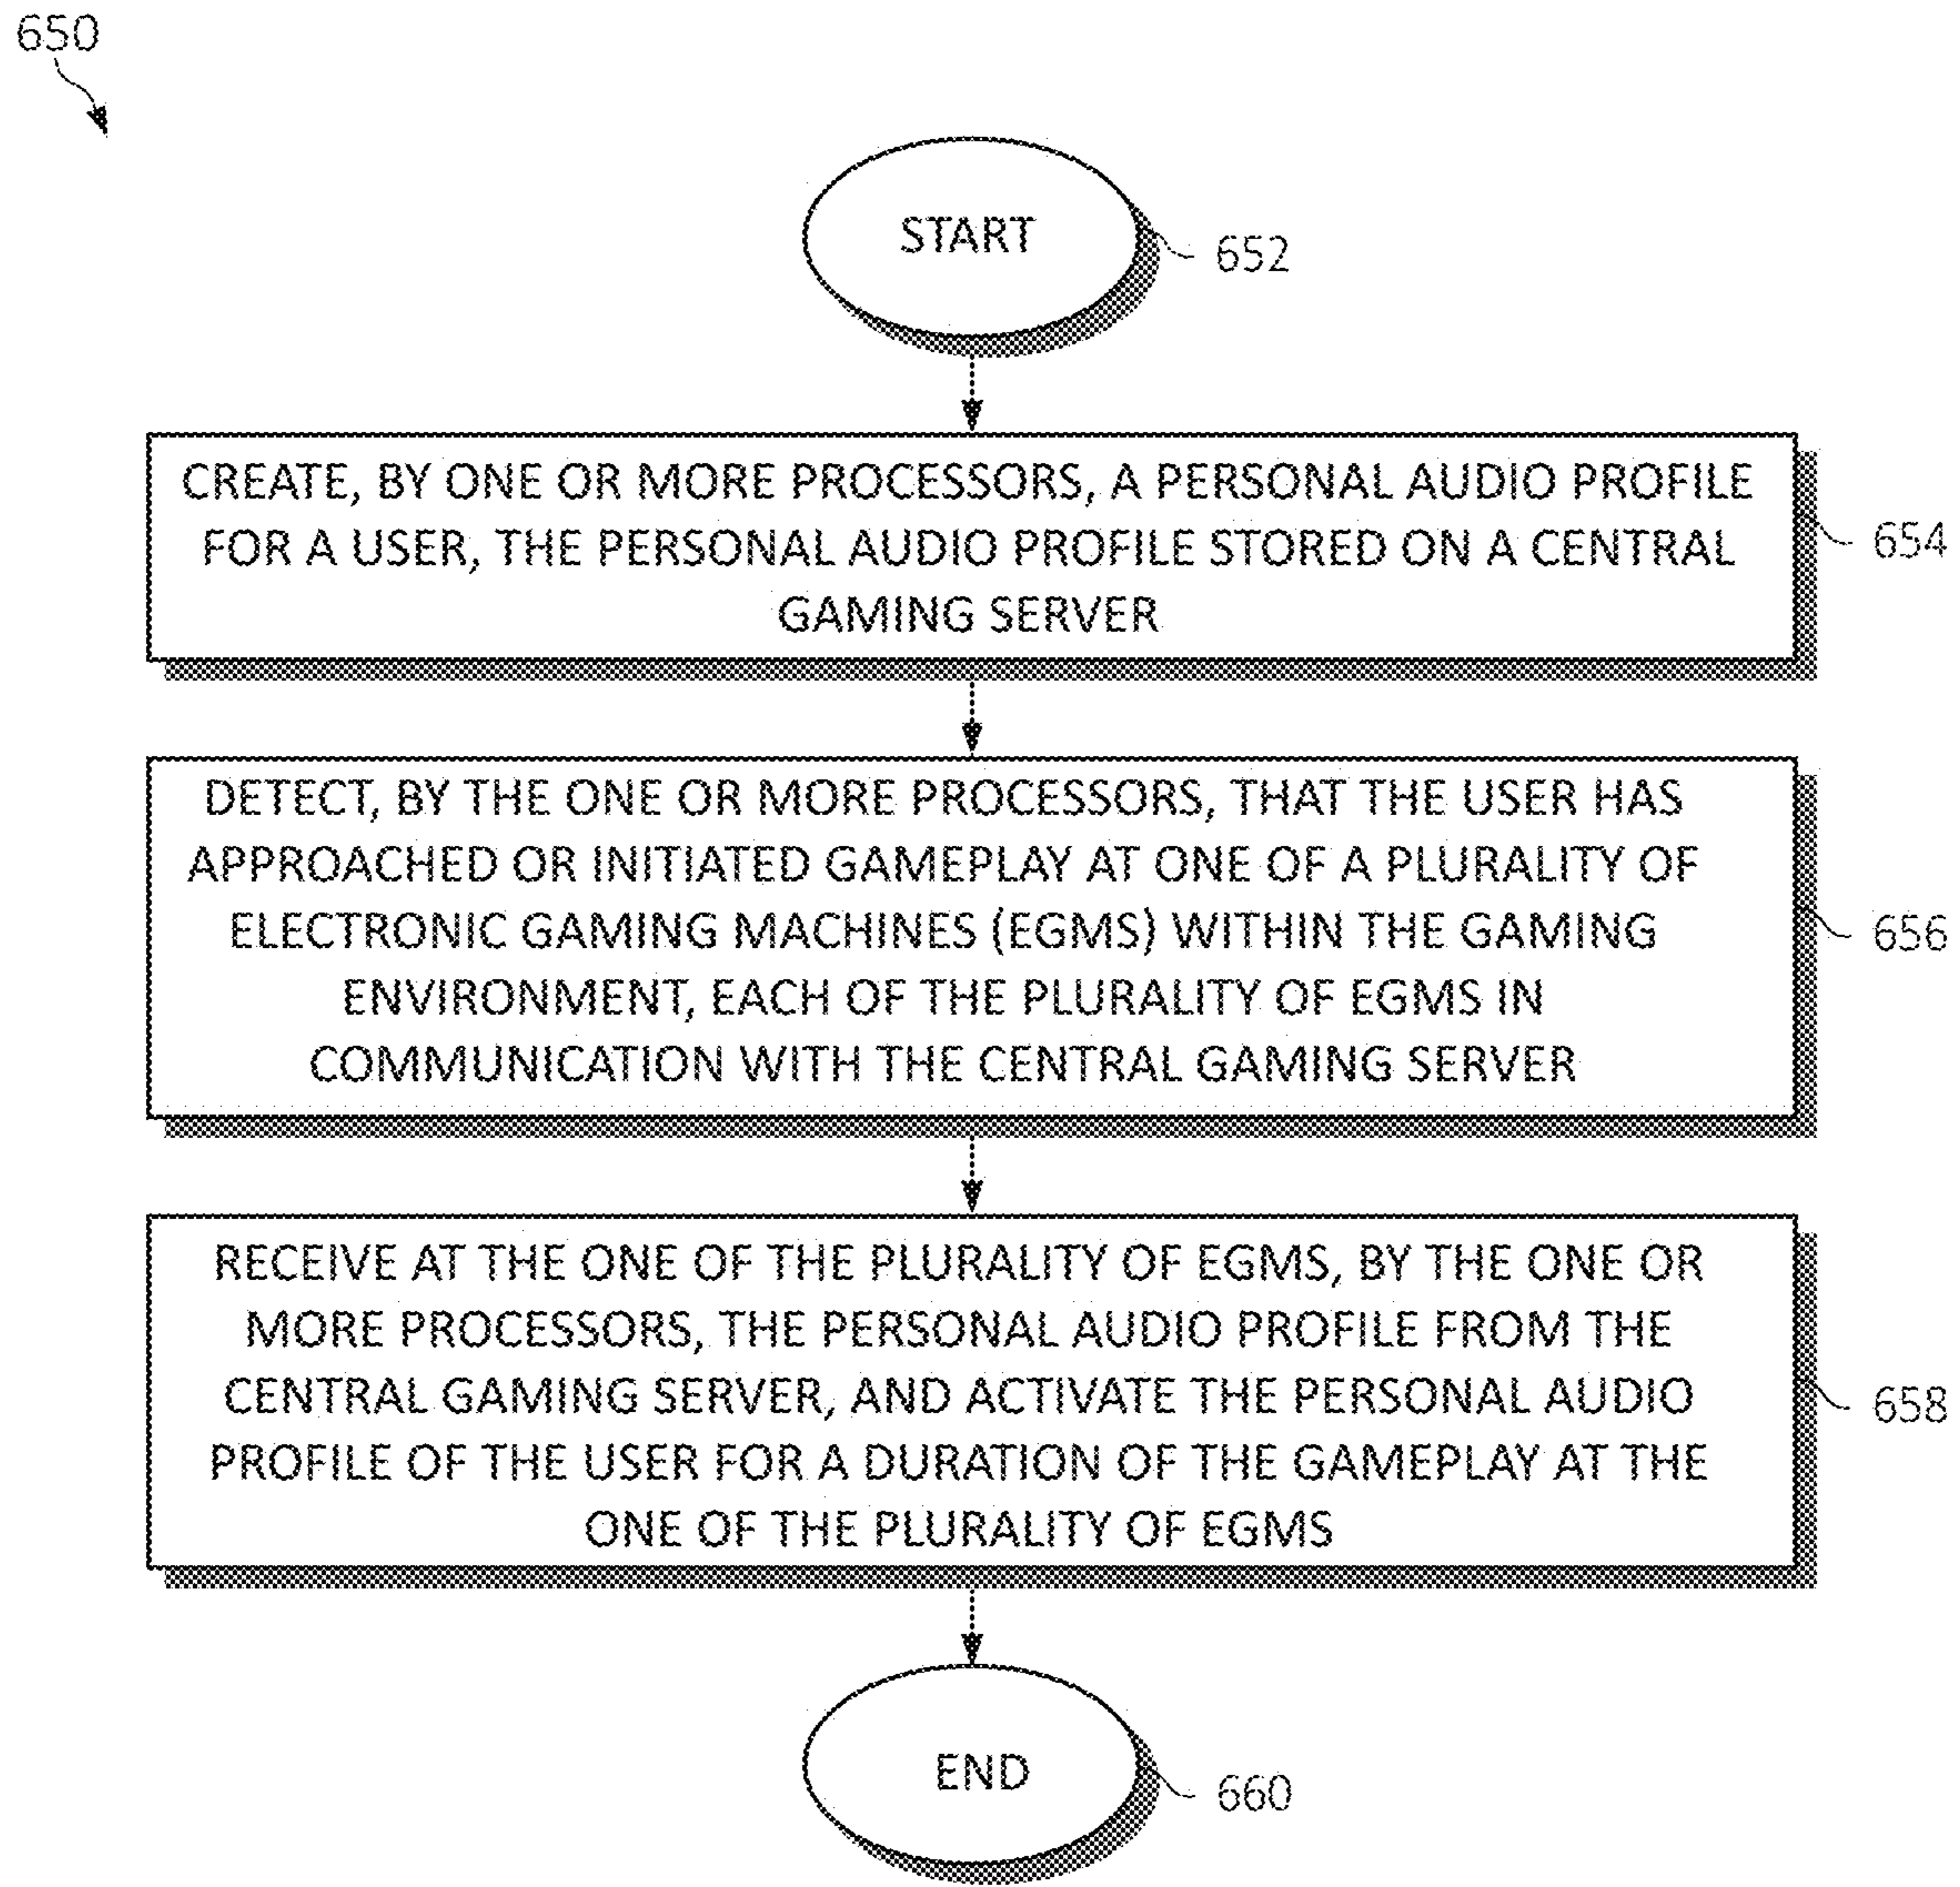 650
START
652
CREATE, BY ONE OR MORE PROCESSORS, A PERSONAL AUDIO PROFILE
FOR A USER, THE PERSONAL AUDIO PROFILE STORED ON A CENTRAL
GAMING SERVER
654
DETECT, BY THE ONE OR MORE PROCESSORS, THAT THE USER HAS
APPROACHED OR INITIATED GAMEPLAY AT ONE OF A PLURALITY OF
ELECTRONIC GAMING MACHINES (EGMS) WITHIN THE GAMING
ENVIRONMENT, EACH OF THE PLURALITY OF EGMS IN
COMMUNICATION WITH THE CENTRAL GAMING SERVER
656
RECEIVE AT THE ONE OF THE PLURALITY OF EGMS, BY THE ONE OR
MORE PROCESSORS, THE PERSONAL AUDIO PROFILE FROM THE
CENTRAL GAMING SERVER, AND ACTIVATE THE PERSONAL AUDIO
PROFILE OF THE USER FOR A DURATION OF THE GAMEPLAY AT THE
ONE OF THE PLURALITY OF EGMS
658
END
660